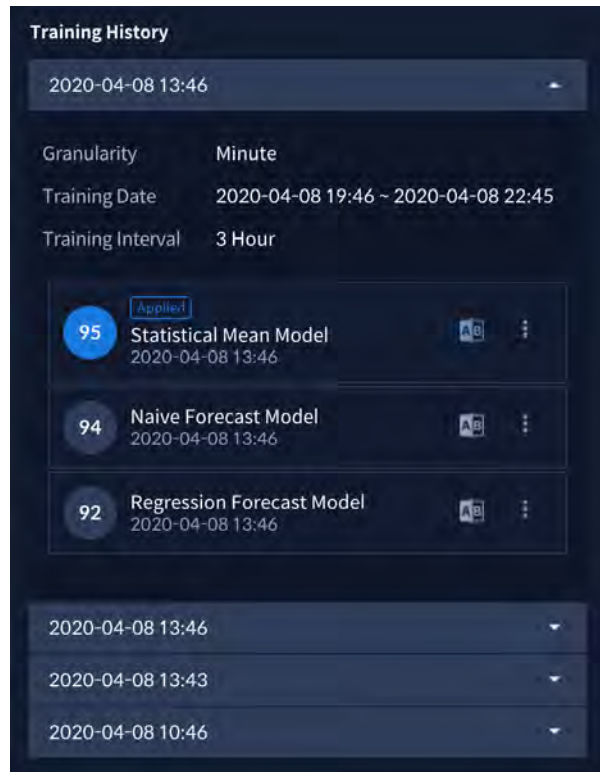 Training History
2020-04-08 13:46
Granularity Minute
Training Date 2020-04-08 19:46 ~ 2020-04-08 22:45
Training Interval 3 Hour
Applied
95 Statistical Mean Model
2020-04-08 13:46
AB
94 Naive Forecast Model
2020-04-08 13:46
AB
92 Regression Forecast Model
2020-04-08 13:46
AB
2020-04-08 13:46
2020-04-08 13:43
2020-04-08 10:46